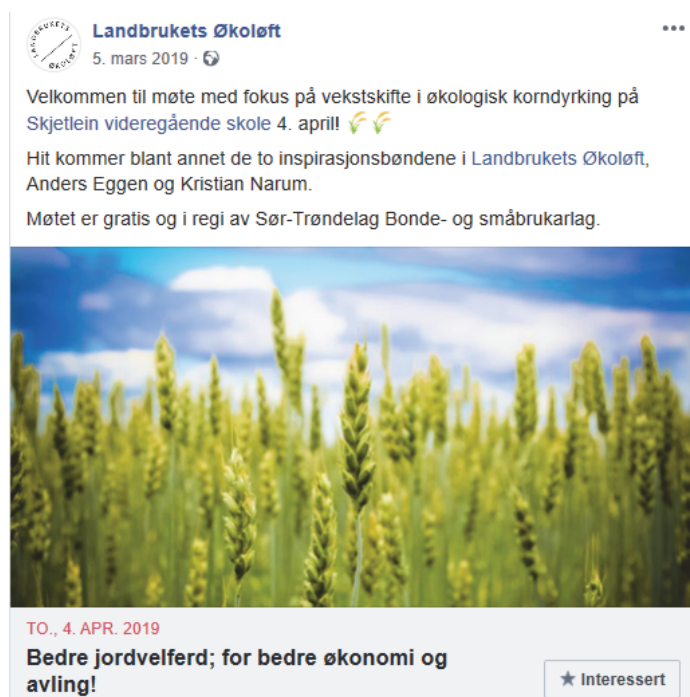 LANDBRUKETS
ØKOLØFT
Landbrukets Økoløft
5. mars 2019 ·
Velkommen til møte med fokus på vekstskifte i økologisk korndyrking på
Skjetlein videregående skole 4. april!
Hit kommer blant annet de to inspirasjonsbøndene i Landbrukets Økoløft,
Anders Eggen og Kristian Narum.
Møtet er gratis og i regi av Sør-Trøndelag Bonde- og småbrukarlag.
TO., 4. APR. 2019
Bedre jordvelferd; for bedre økonomi og
avling!
Interessert